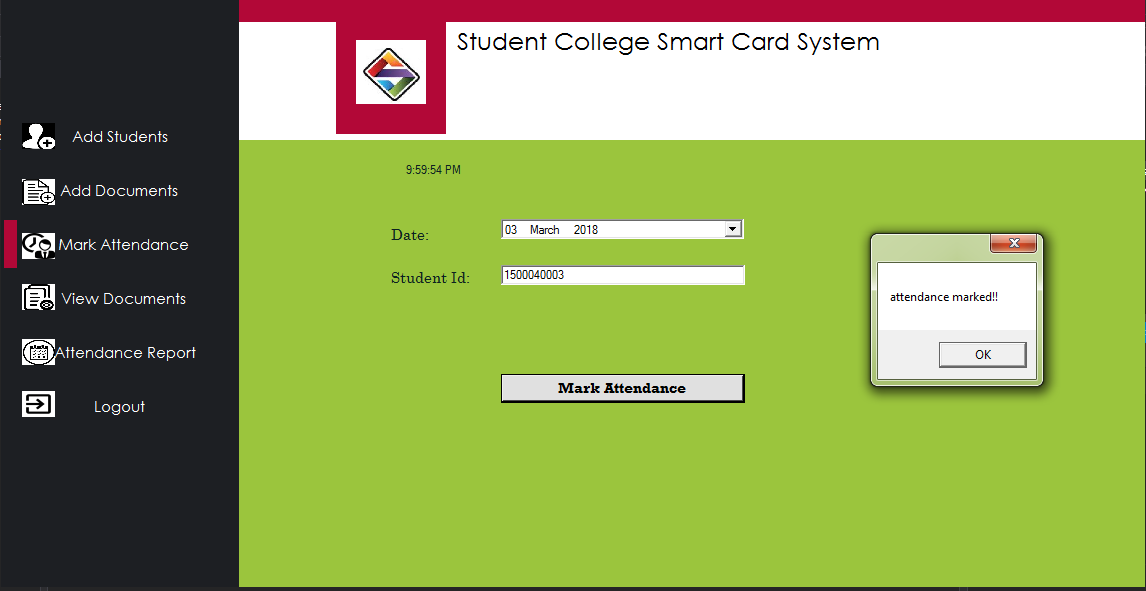 Student College Smart Card System
Add Students
Add Documents
Mark Attendance
View Documents
Attendance Report
Logout
9:59:54 PM
Date:
03 March 2018
Student Id:
1500040003
Mark Attendance
attendance marked!!
OK